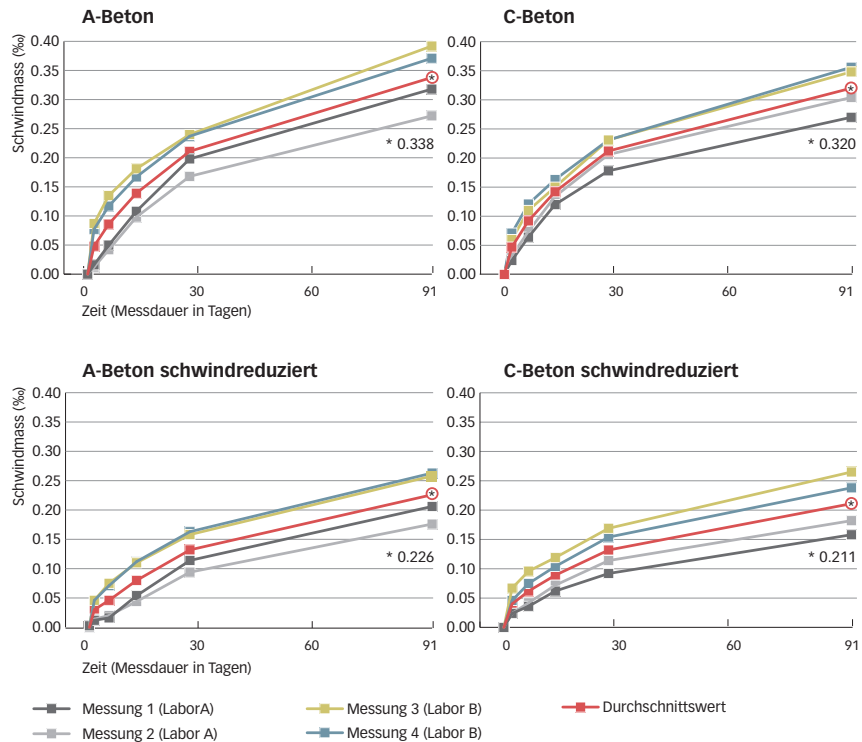 A-Beton
Schwindmass (‰)
0.40
0.35
0.30
0.25
0.20
0.15
0.10
0.05
0.00
* 0.338
*
0 30 60 91
Zeit (Messdauer in Tagen)
C-Beton
0.40
0.35
0.30
0.25
0.20
0.15
0.10
0.05
0.00
* 0.320
*
0 30 60 91
A-Beton schwindreduziert
Schwindmass (‰)
0.40
0.35
0.30
0.25
0.20
0.15
0.10
0.05
0.00
* 0.226
*
0 30 60 91
Zeit (Messdauer in Tagen)
C-Beton schwindreduziert
0.40
0.35
0.30
0.25
0.20
0.15
0.10
0.05
0.00
* 0.211
*
0 30 60 91
Messung 1 (LaborA)
Messung 2 (Labor A)
Messung 3 (Labor B)
Messung 4 (Labor B)
Durchschnittswert